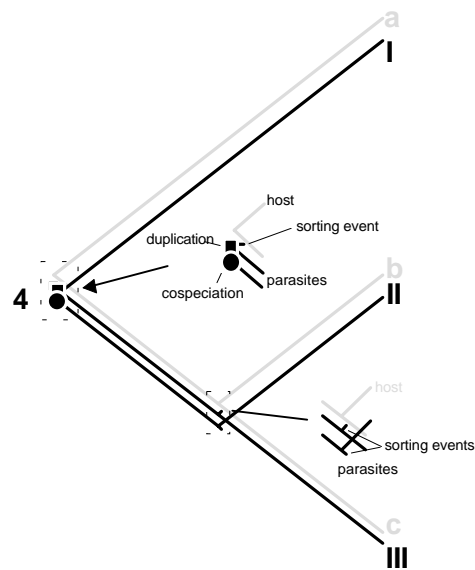 a
I
host
sorting event
duplication
parasites
cospeciation
4
b
II
host
sorting events
parasites
c
III